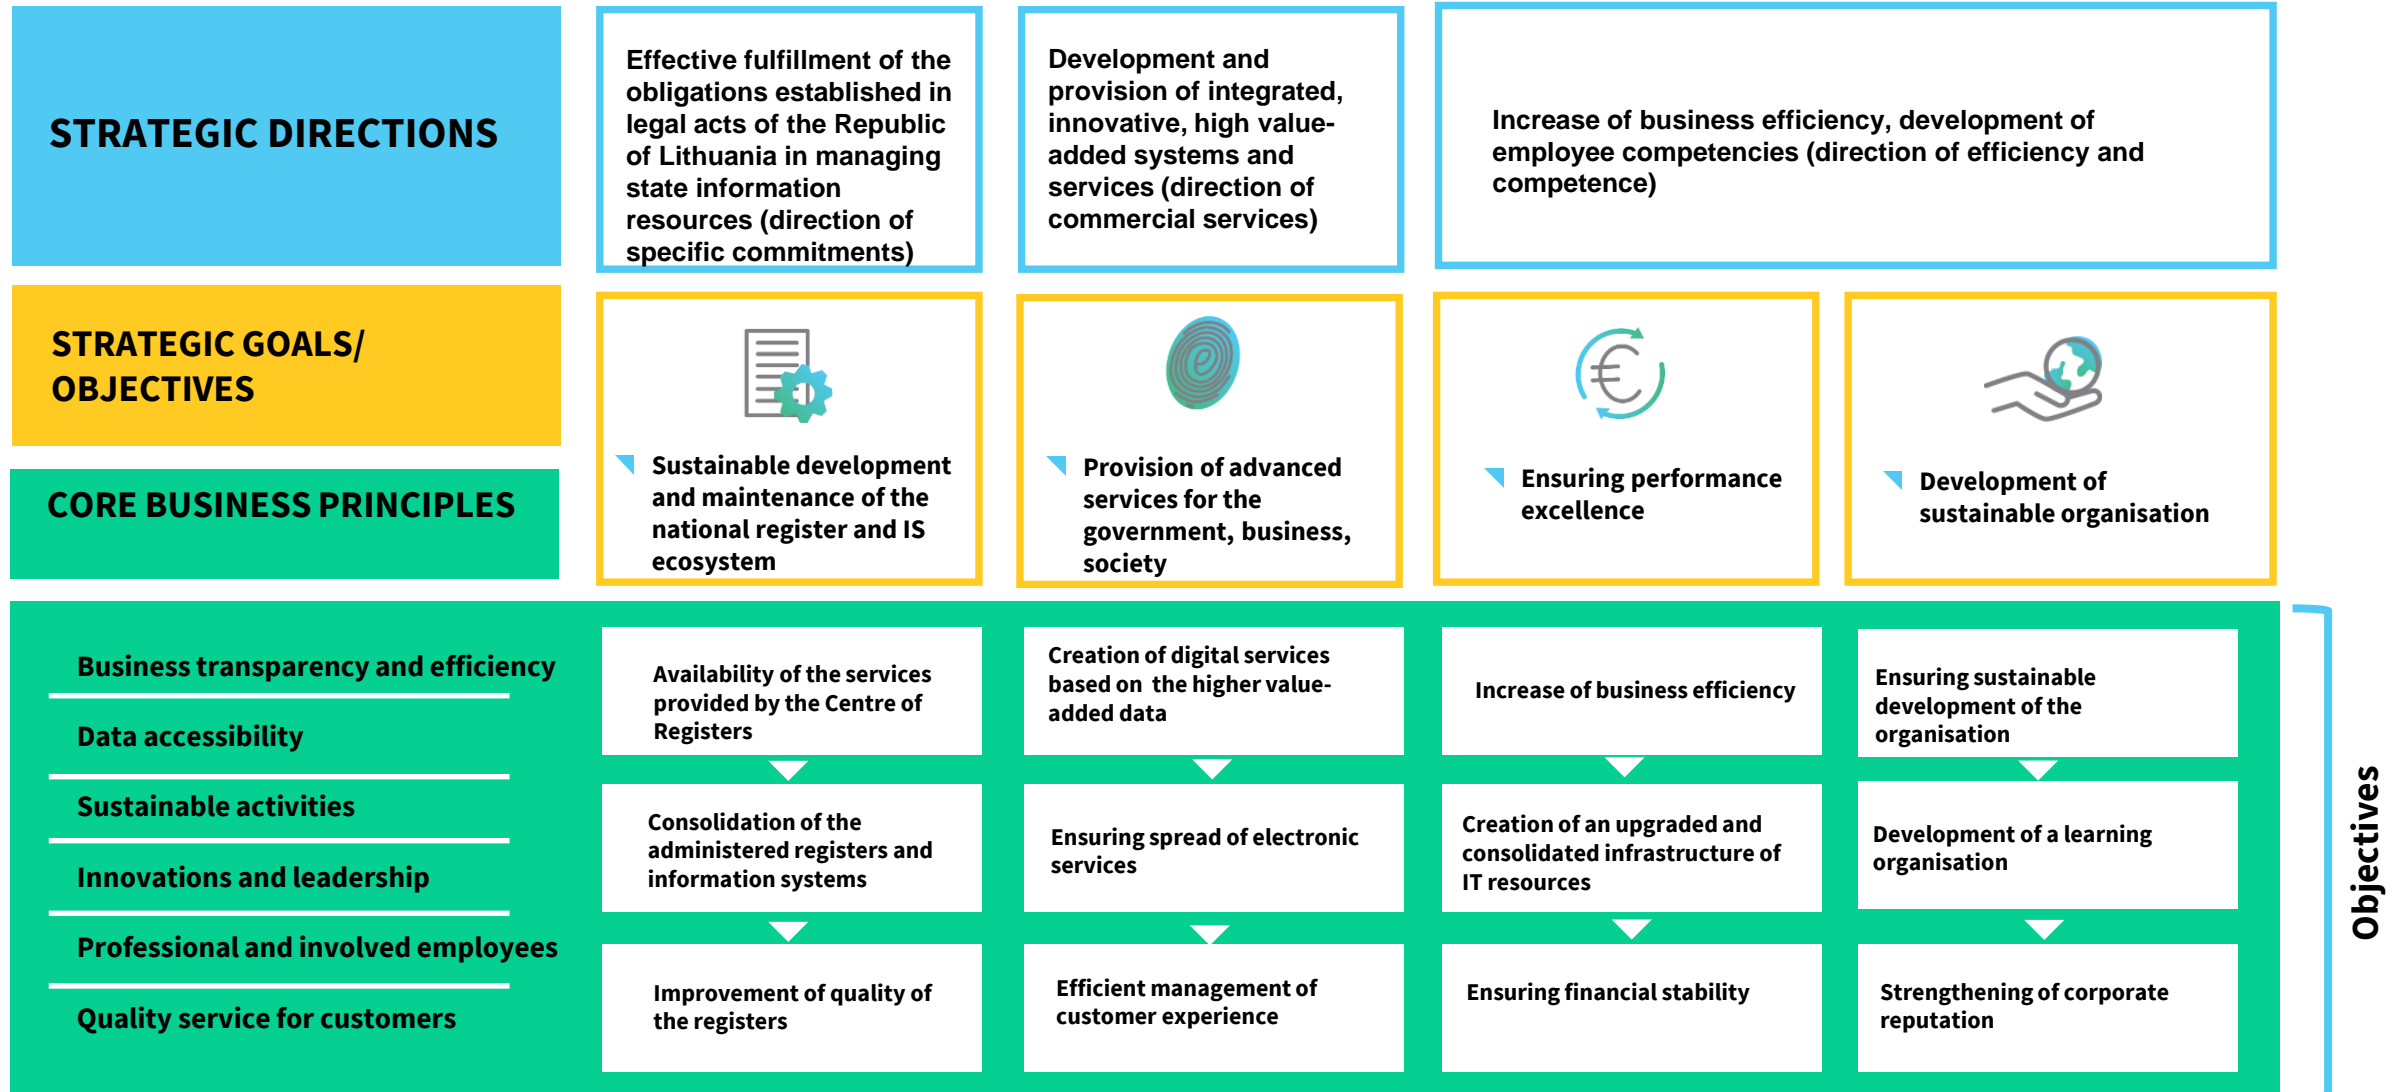 STRATEGIC DIRECTIONS
Effective fulfillment of the
obligations established in
legal acts of the Republic
of Lithuania in managing
state information
resources (direction of
specific commitments)
Development and
provision of integrated,
innovative, high value-
added systems and
services (direction of
commercial services)
Increase of business efficiency, development of
employee competencies (direction of efficiency and
competence)
STRATEGIC GOALS/
OBJECTIVES
Sustainable development
and maintenance of the
national register and IS
ecosystem
Provision of advanced
services for the
government, business,
society
Ensuring performance
excellence
Development of
sustainable organisation
CORE BUSINESS PRINCIPLES
Business transparency and efficiency
Data accessibility
Sustainable activities
Innovations and leadership
Professional and involved employees
Quality service for customers
Availability of the services
provided by the Centre of
Registers
Consolidation of the
administered registers and
information systems
Improvement of quality of
the registers
Creation of digital services
based on the higher value-
added data
Ensuring spread of electronic
services
Efficient management of
customer experience
Increase of business efficiency
Creation of an upgraded and
consolidated infrastructure of
IT resources
Ensuring financial stability
Ensuring sustainable
development of the
organisation
Development of a learning
organisation
Strengthening of corporate
reputation
Objectives